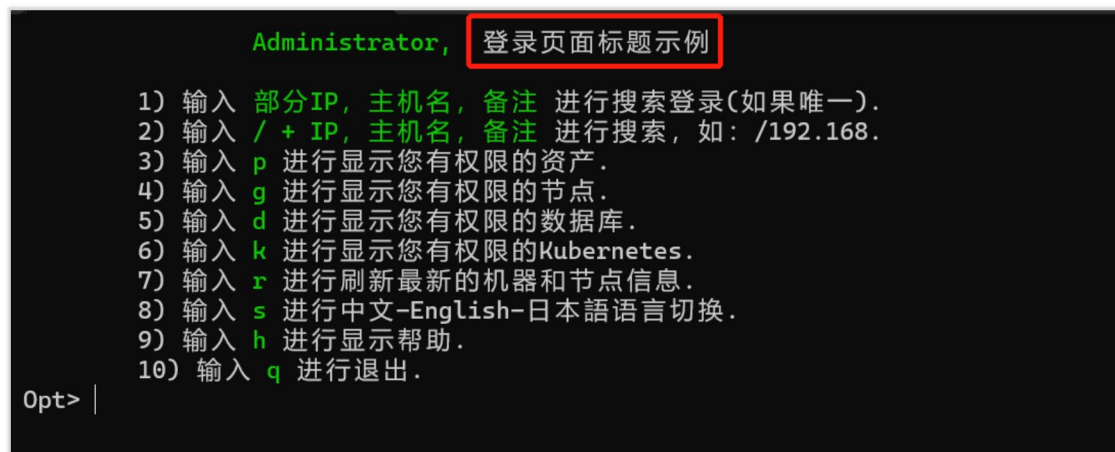 Administrator, 登录页面标题示例
1) 输入 部分IP, 主机名, 备注 进行搜索登录(如果唯一).
2) 输入 / + IP, 主机名, 备注 进行搜索, 如: /192.168.
3) 输入 p 进行显示您有权限的资产.
4) 输入 g 进行显示您有权限的节点.
5) 输入 d 进行显示您有权限的数据库.
6) 输入 k 进行显示您有权限的Kubernetes.
7) 输入 r 进行刷新最新的机器和节点信息.
8) 输入 s 进行中文-English-日本語语言切换.
9) 输入 h 进行显示帮助.
10) 输入 q 进行退出.
Opt>